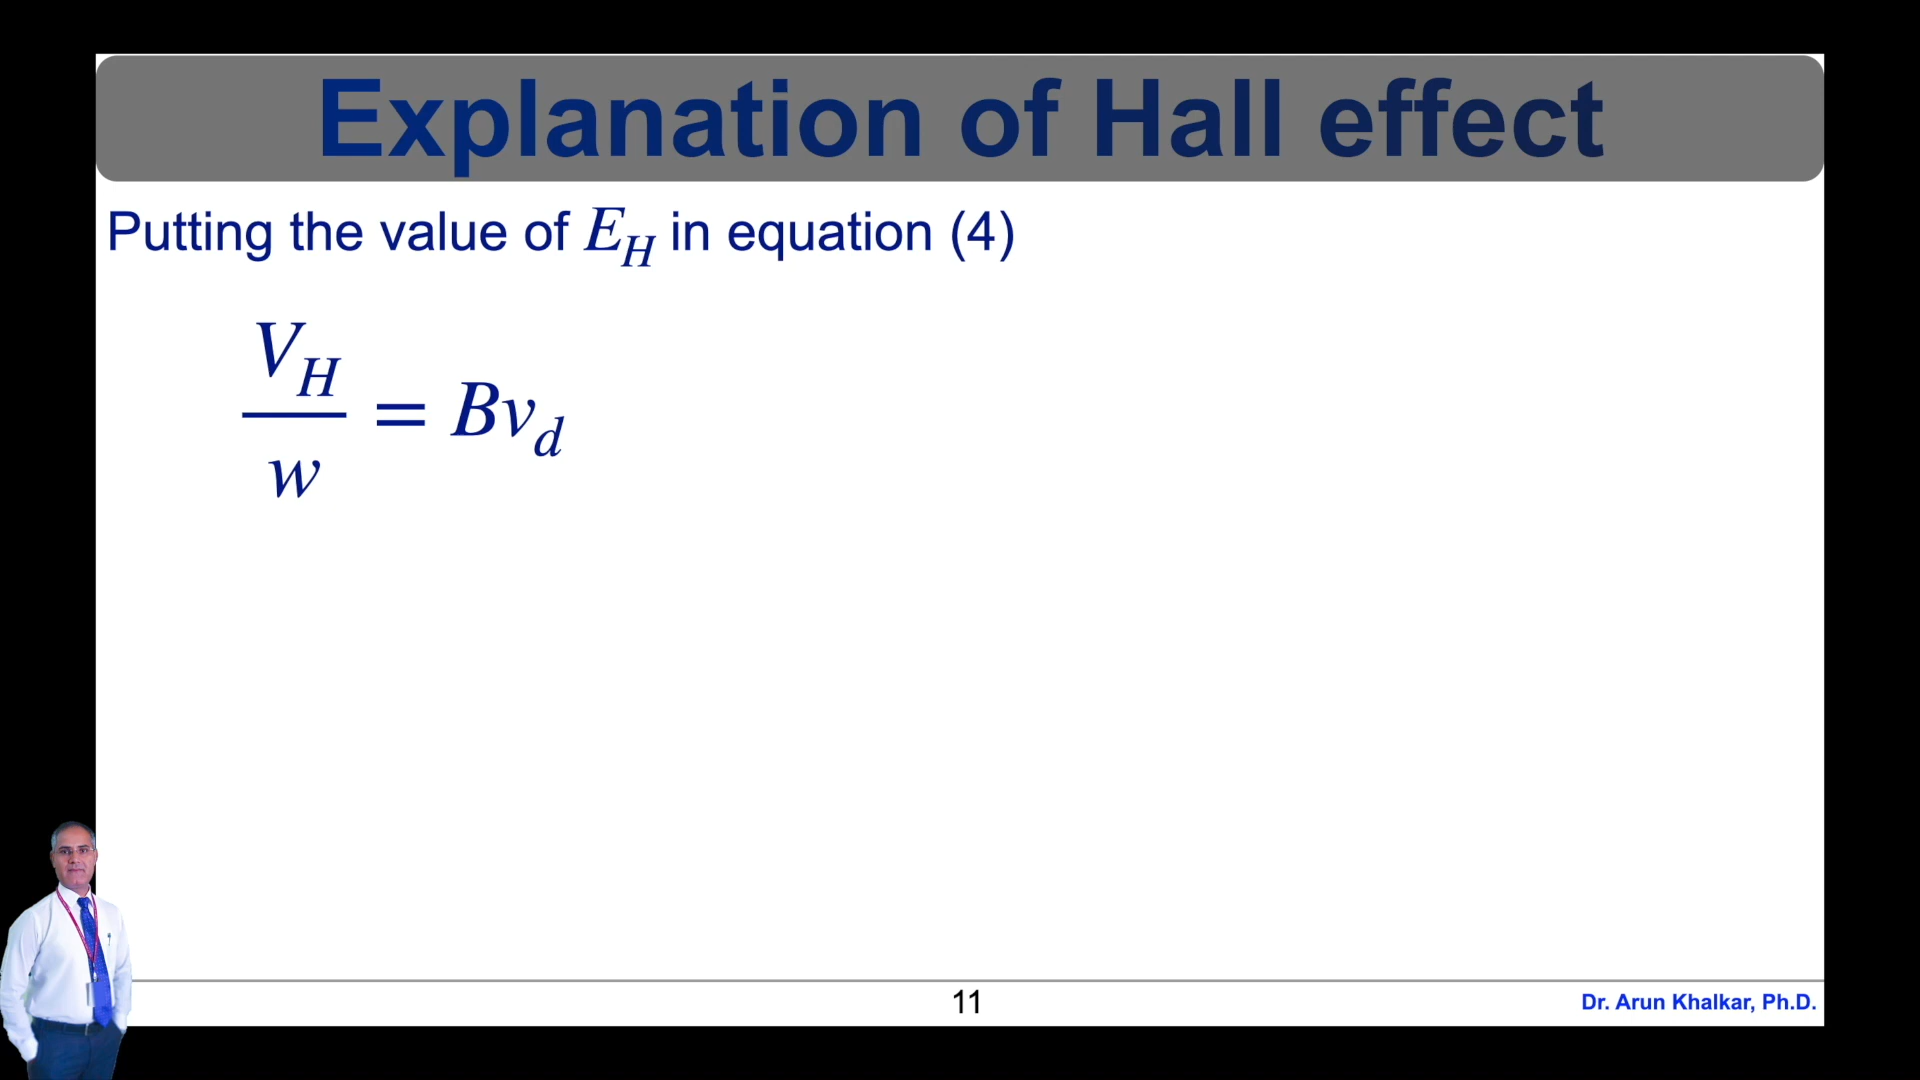 Explanation of Hall effect
Putting the value of E_H in equation (4)
\frac{V_H}{w} = Bv_d
11
Dr. Arun Khalkar, Ph.D.